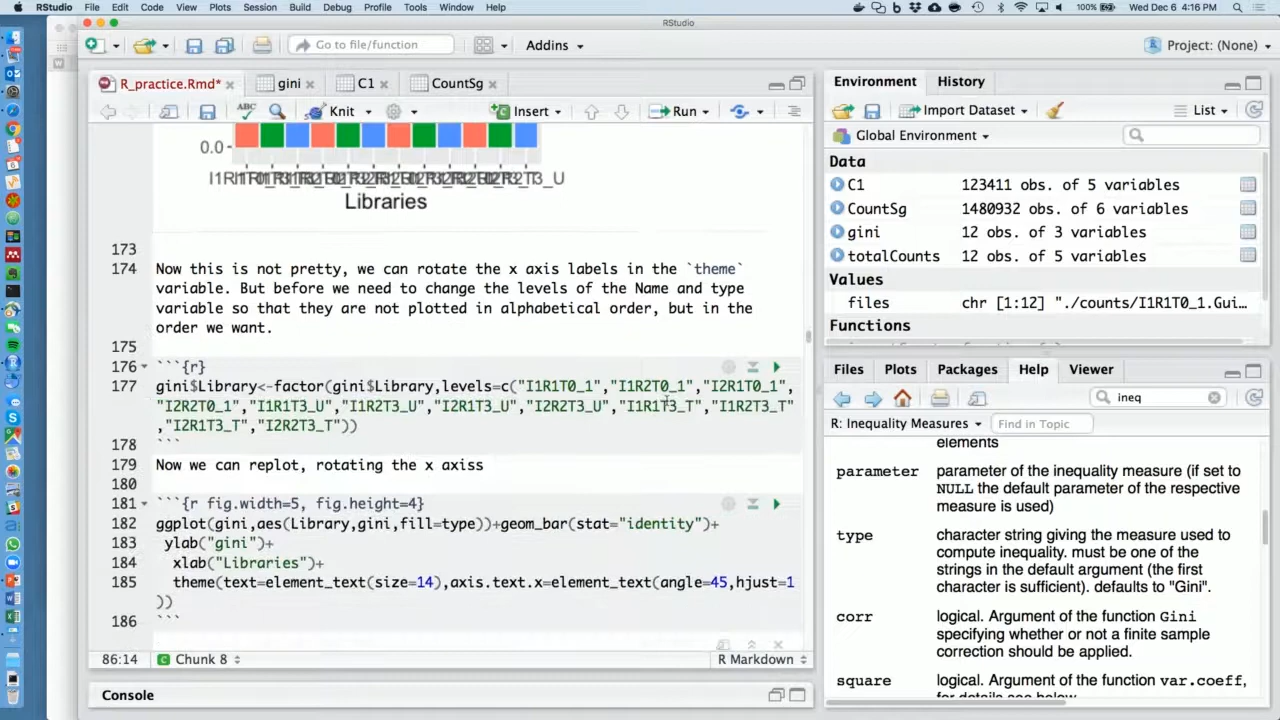 RStudio File Edit Code View Plots Session Build Debug Profile Tools Window Help 100% Wed Dec 6 4:16 PM
RStudio
Go to file/function Addins Project: (None)
R_practice.Rmd* gini C1 CountSg
ABC Knit Insert Run
0.0
Libraries
173
174 Now this is not pretty, we can rotate the x axis labels in the `theme`
variable. But before we need to change the levels of the Name and type
variable so that they are not plotted in alphabetical order, but in the
order we want.
175
176 ```{r}
177 gini$Library<-factor(gini$Library,levels=c("I1R1T0_1","I1R2T0_1","I2R1T0_1",
"I2R2T0_1","I1R1T3_U","I1R2T3_U","I2R1T3_U","I2R2T3_U","I1R1T3_T","I1R2T3_T"
,"I2R1T3_T","I2R2T3_T"))
178 ```
179 Now we can replot, rotating the x axiss
180
181 ```{r fig.width=5, fig.height=4}
182 ggplot(gini,aes(Library,gini,fill=type))+geom_bar(stat="identity")+
183 ylab("gini")+
184 xlab("Libraries")+
185 theme(text=element_text(size=14),axis.text.x=element_text(angle=45,hjust=1
))
186 ```
86:14 Chunk 8 R Markdown
Console
Environment History
Import Dataset List
Global Environment
Data
C1 123411 obs. of 5 variables
CountSg 1480932 obs. of 6 variables
gini 12 obs. of 3 variables
totalCounts 12 obs. of 5 variables
Values
files chr [1:12] "./counts/I1R1T0_1.Gui…
Functions
Files Plots Packages Help Viewer
ineq
R: Inequality Measures Find in Topic
elements
parameter parameter of the inequality measure (if set to
NULL the default parameter of the respective
measure is used)
type character string giving the measure used to
compute inequality. must be one of the
strings in the default argument (the first
character is sufficient). defaults to "Gini".
corr logical. Argument of the function Gini
specifying whether or not a finite sample
correction should be applied.
square logical. Argument of the function var.coeff,
for details see below